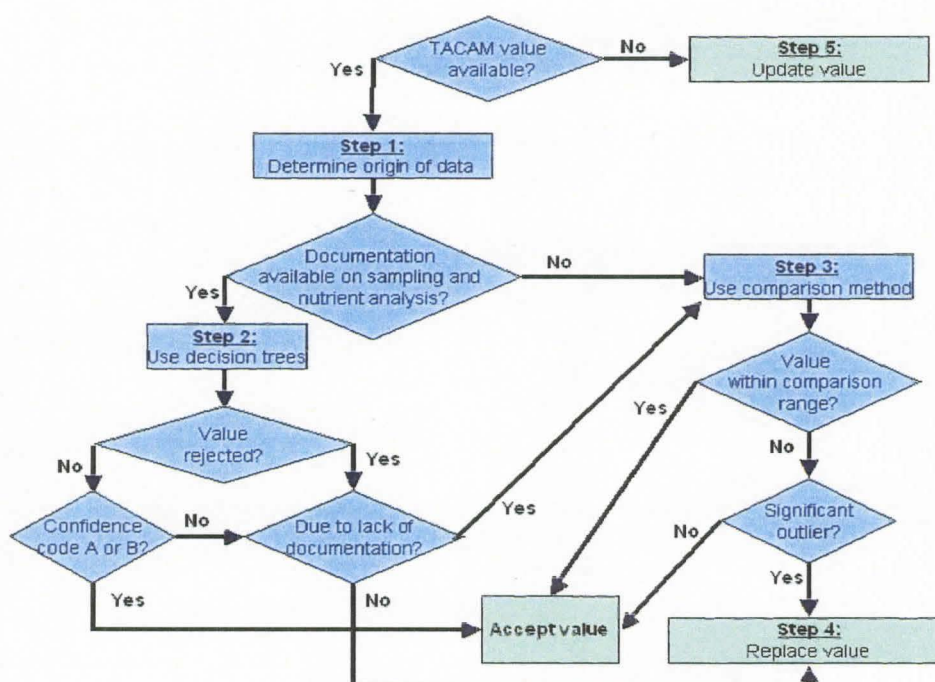 TACAM value
available?
No
Step 5:
Update value
Yes
Step 1:
Determine origin of data
Documentation
available on sampling and
nutrient analysis?
No
Step 3:
Use comparison method
Yes
Step 2:
Use decision trees
Value
within comparison
range?
Yes
Value
rejected?
No
No
Yes
Confidence
code A or B?
No
Due to lack of
documentation?
Yes
Significant
outlier?
No
Yes
Yes
No
Accept value
Step 4:
Replace value